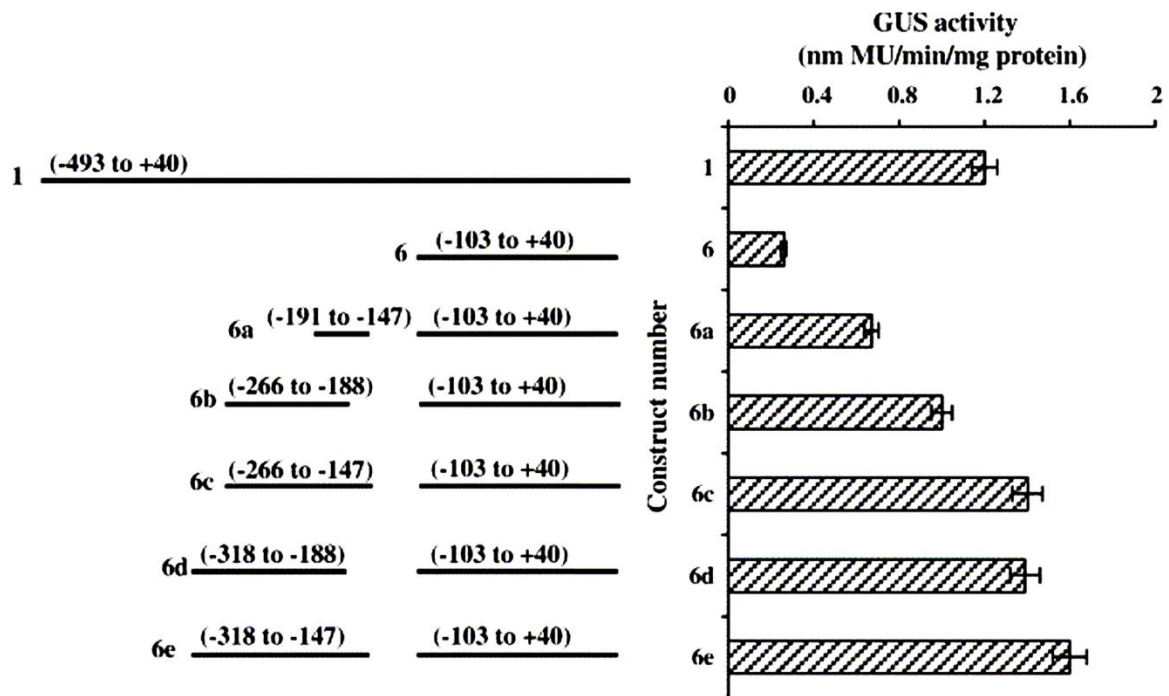 GUS activity
(nm MU/min/mg protein)
0 0.4 0.8 1.2 1.6 2
1 (-493 to +40)
6 (-103 to +40)
6a (-191 to -147) (-103 to +40)
6b (-266 to -188) (-103 to +40)
6c (-266 to -147) (-103 to +40)
6d (-318 to -188) (-103 to +40)
6e (-318 to -147) (-103 to +40)
Construct number
1
6
6a
6b
6c
6d
6e